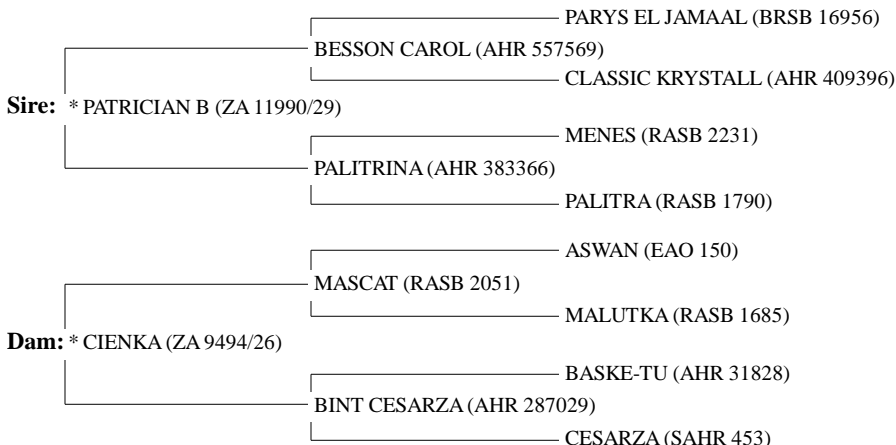 PARYS EL JAMAAL (BRSB 16956)
BESSON CAROL (AHR 557569)
CLASSIC KRYSTALL (AHR 409396)
Sire: * PATRICIAN B (ZA 11990/29)
MENES (RASB 2231)
PALITRINA (AHR 383366)
PALITRA (RASB 1790)
ASWAN (EAO 150)
MASCAT (RASB 2051)
MALUTKA (RASB 1685)
Dam: * CIENKA (ZA 9494/26)
BASKE-TU (AHR 31828)
BINT CESARZA (AHR 287029)
CESARZA (SAHR 453)